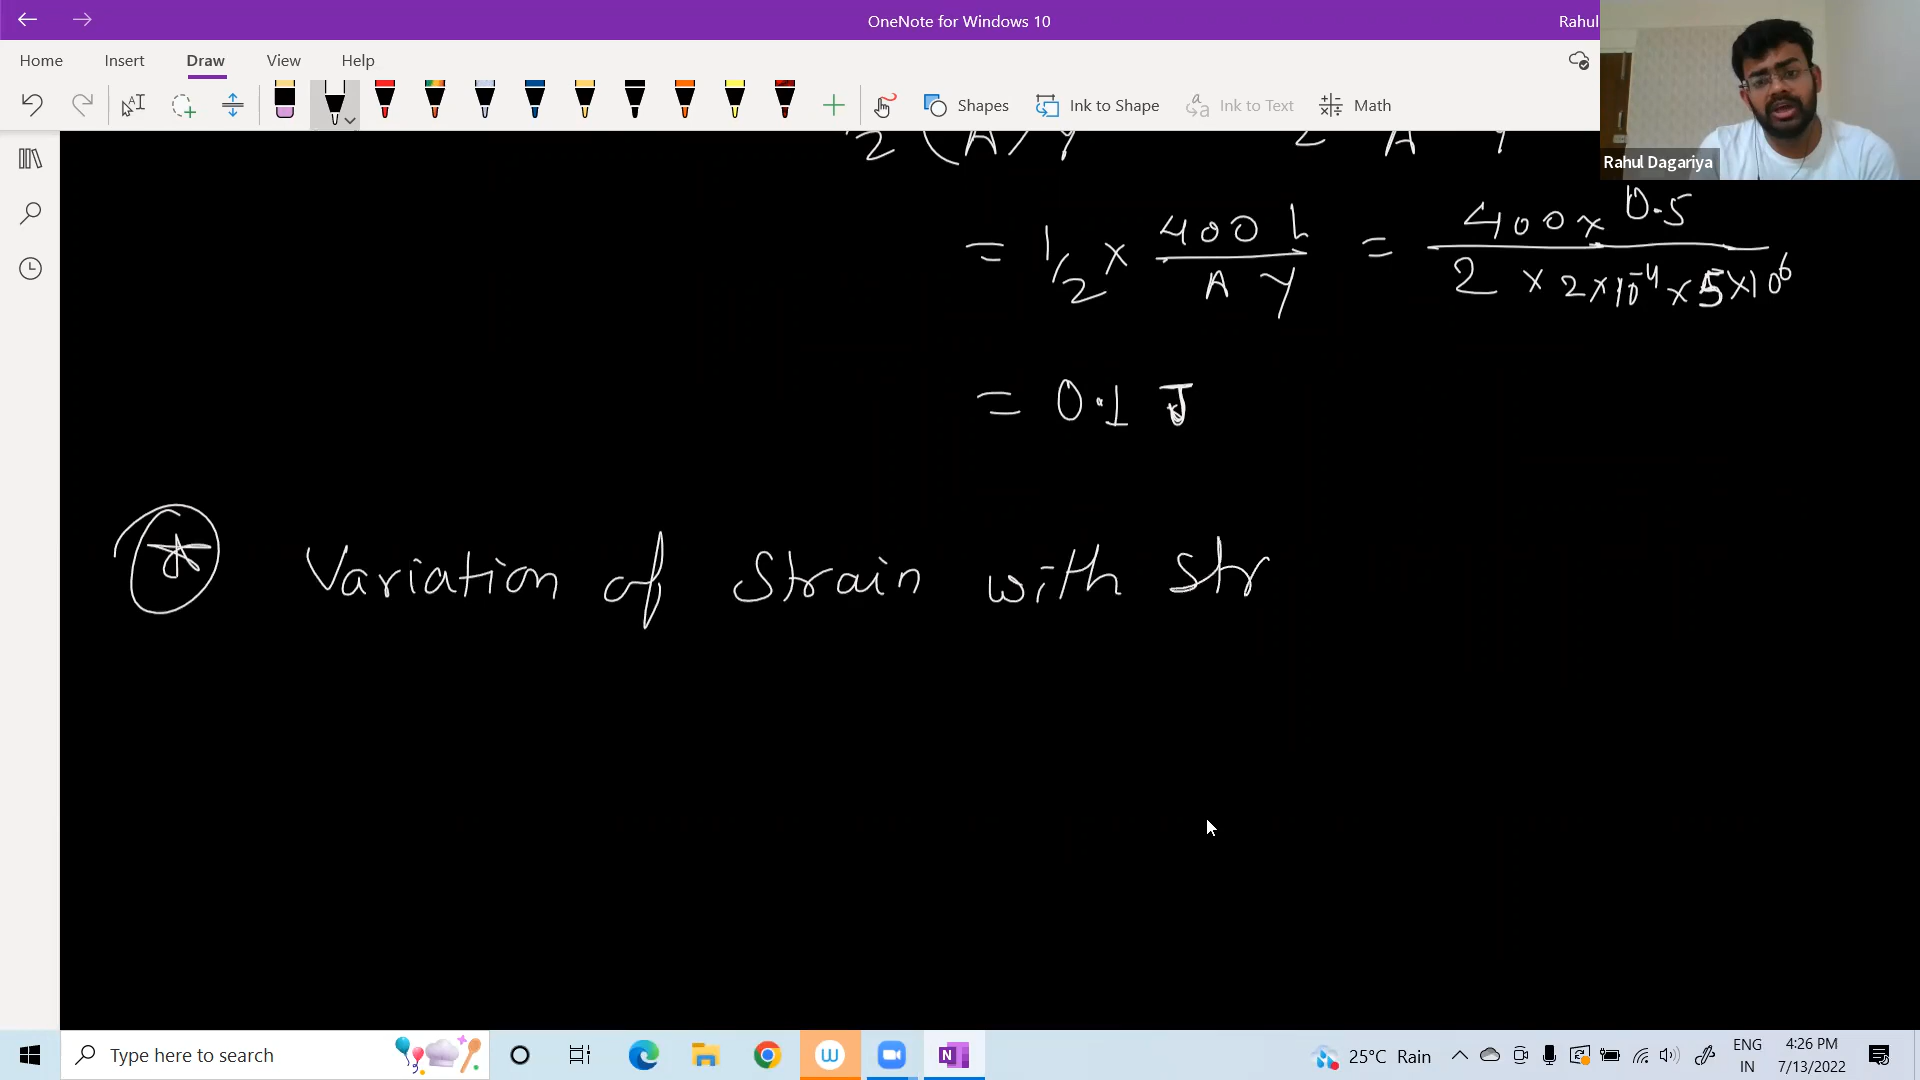 OneNote for Windows 10
Rahul
Home Insert Draw View Help
Shapes Ink to Shape Ink to Text Math
Rahul Dagariya
= 1/2 × 400 L / A Y = 400 × 0.5 / 2 × 2×10⁻⁴ × 5×10⁶
= 0.1 J
Variation of Strain with Str
Type here to search
25°C Rain
ENG
IN
4:26 PM
7/13/2022